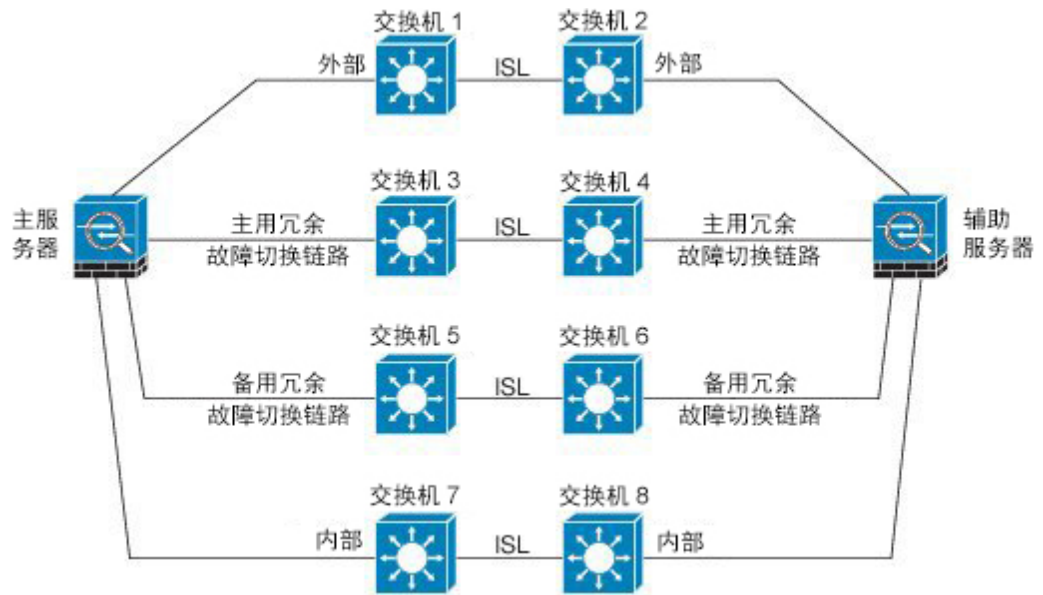 交换机 1
交换机 2
外部
ISL
外部
交换机 3
交换机 4
主服
务器
主用冗余
故障切换链路
ISL
主用冗余
故障切换链路
辅助
服务器
交换机 5
交换机 6
备用冗余
故障切换链路
ISL
备用冗余
故障切换链路
交换机 7
交换机 8
内部
ISL
内部